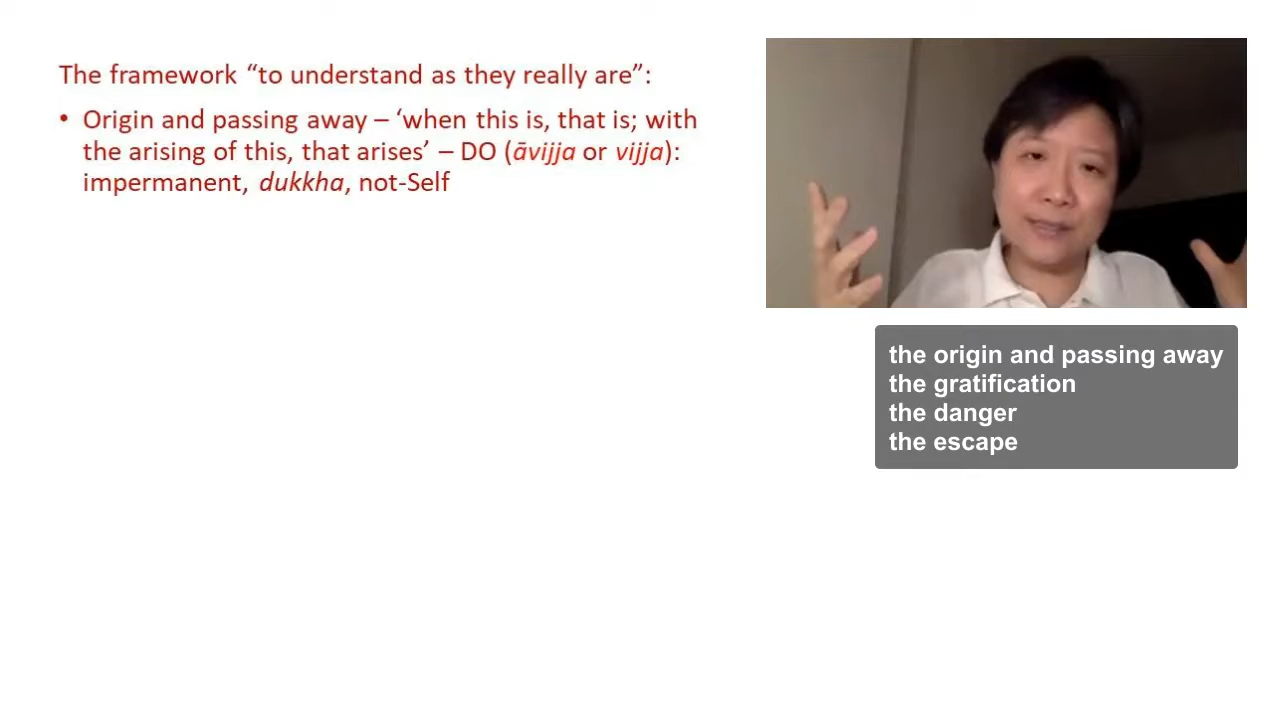 The framework “to understand as they really are”:
• Origin and passing away – ‘when this is, that is; with
the arising of this, that arises’ – DO (āvijja or vijja):
impermanent, dukkha, not-Self
the origin and passing away
the gratification
the danger
the escape